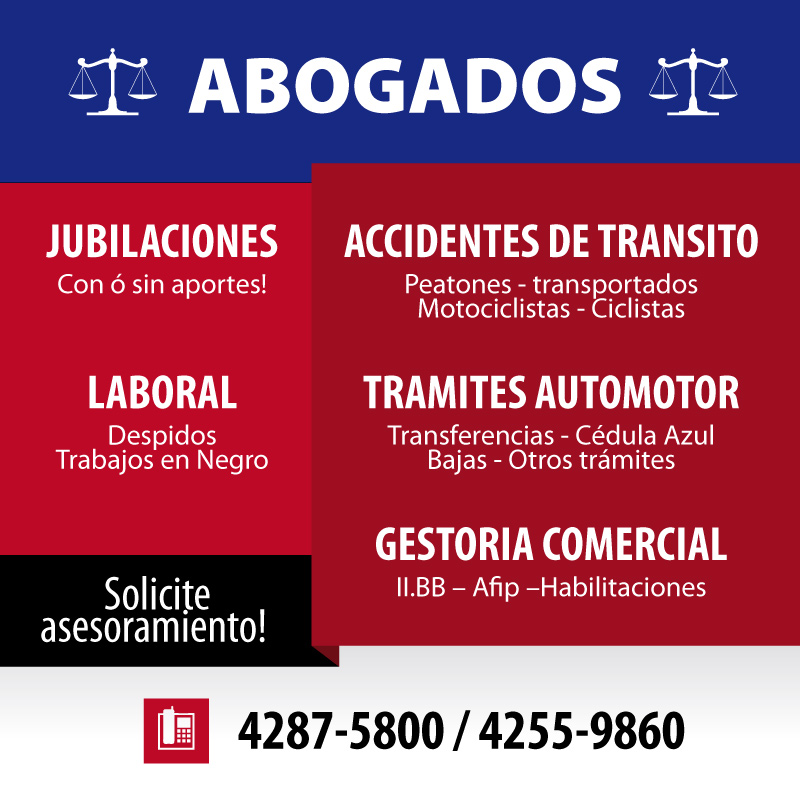 ABOGADOS
JUBILACIONES
Con ó sin aportes!
LABORAL
Despidos
Trabajos en Negro
Solicite
asesoramiento!
ACCIDENTES DE TRANSITO
Peatones - transportados
Motociclistas - Ciclistas
TRAMITES AUTOMOTOR
Transferencias - Cédula Azul
Bajas - Otros trámites
GESTORIA COMERCIAL
II.BB – Afip –Habilitaciones
4287-5800 / 4255-9860